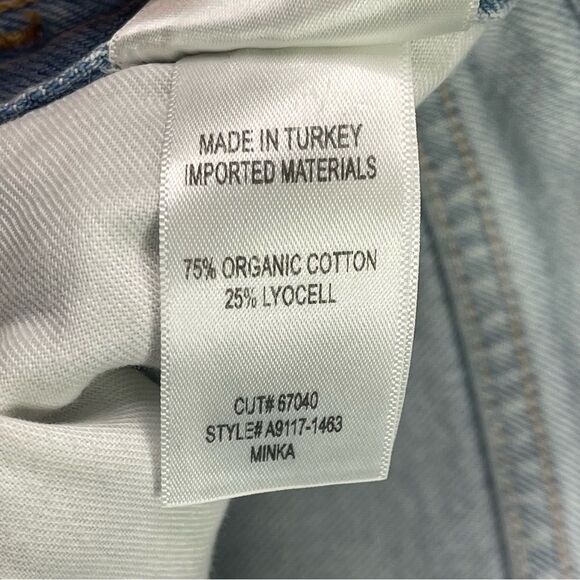 MADE IN TURKEY
IMPORTED MATERIALS
75% ORGANIC COTTON
25% LYOCELL
CUT# 67040
STYLE# A9117-1463
MINKA